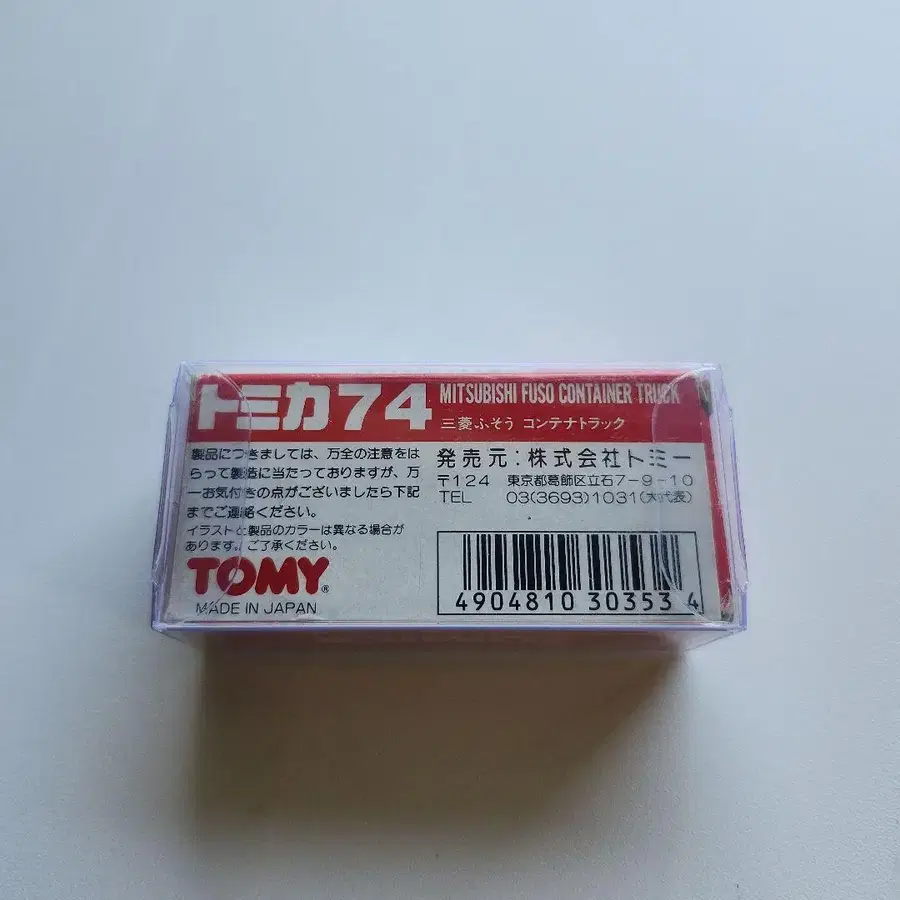 トミカ74
MITSUBISHI FUSO CONTAINER TRUCK
三菱ふそう コンテナトラック
製品につきましては、万全の注意をは
らって製造に当たっておりますが、万
一お気付きの点がございましたら下記
までご連絡ください。
イラストと製品のカラーは異なる場合が
あります。ご了承ください。
TOMY®
MADE IN JAPAN
発売元:株式会社トミー
〒124 東京都葛飾区立石7-9-10
TEL 03(3693)1031(大代表)
4904810 303534